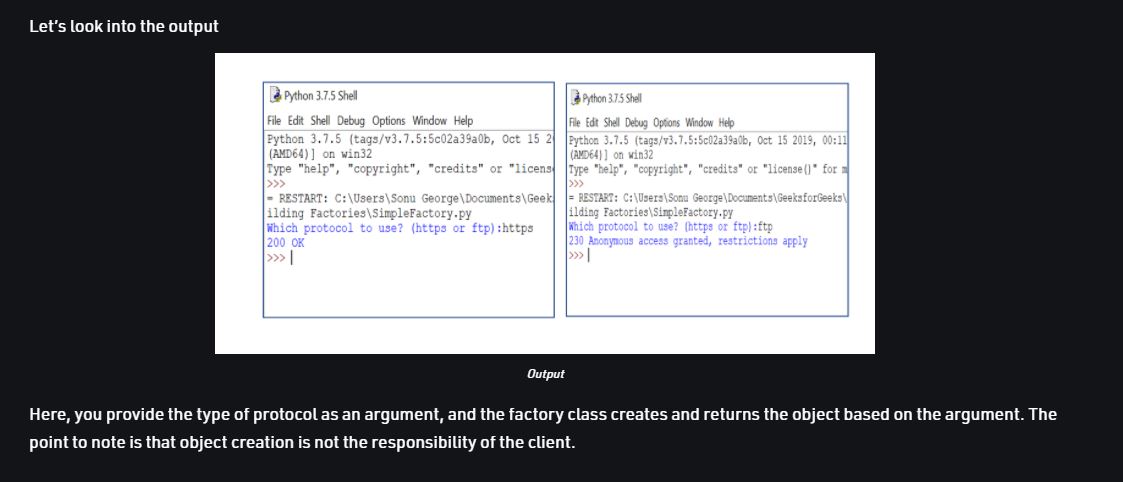 Let's look into the output
Python 3.7.5 Shell
File Edit Shell Debug Options Window Help
Python 3.7.5 (tags/v3.7.5:5c02a39a0b, Oct 15 2
(AMD64)] on win32
Type "help", "copyright", "credits" or "licens
>>>
= RESTART: C:\Users\Sonu George\Documents\Geek
ilding Factories\SimpleFactory.py
Which protocol to use? (https or ftp):https
200 OK
>>>
Python 3.7.5 Shell
File Edit Shell Debug Options Window Help
Python 3.7.5 (tags/v3.7.5:5c02a39a0b, Oct 15 2019, 00:11
(AMD64)] on win32
Type "help", "copyright", "credits" or "license()" for m
>>>
= RESTART: C:\Users\Sonu George\Documents\GeeksforGeeks\
ilding Factories\SimpleFactory.py
Which protocol to use? (https or ftp):ftp
230 Anonymous access granted, restrictions apply
>>>
Output
Here, you provide the type of protocol as an argument, and the factory class creates and returns the object based on the argument. The
point to note is that object creation is not the responsibility of the client.